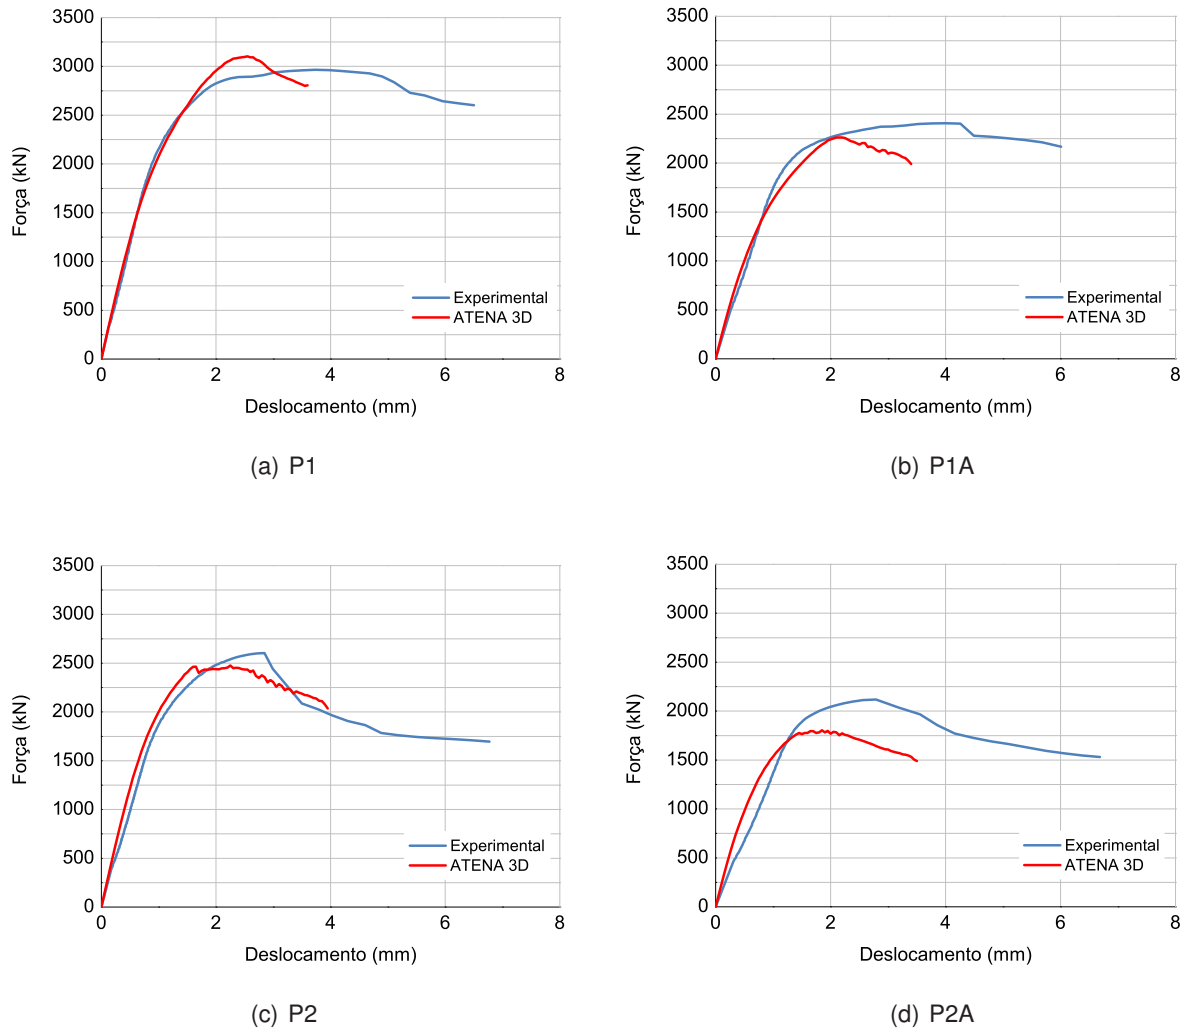 3500
3000
2500
2000
1500
1000
500
0
Força (kN)
0 2 4 6 8
Deslocamento (mm)
Experimental
ATENA 3D
(a) P1
3500
3000
2500
2000
1500
1000
500
0
Força (kN)
0 2 4 6 8
Deslocamento (mm)
Experimental
ATENA 3D
(b) P1A
3500
3000
2500
2000
1500
1000
500
0
Força (kN)
0 2 4 6 8
Deslocamento (mm)
Experimental
ATENA 3D
(c) P2
3500
3000
2500
2000
1500
1000
500
0
Força (kN)
0 2 4 6 8
Deslocamento (mm)
Experimental
ATENA 3D
(d) P2A